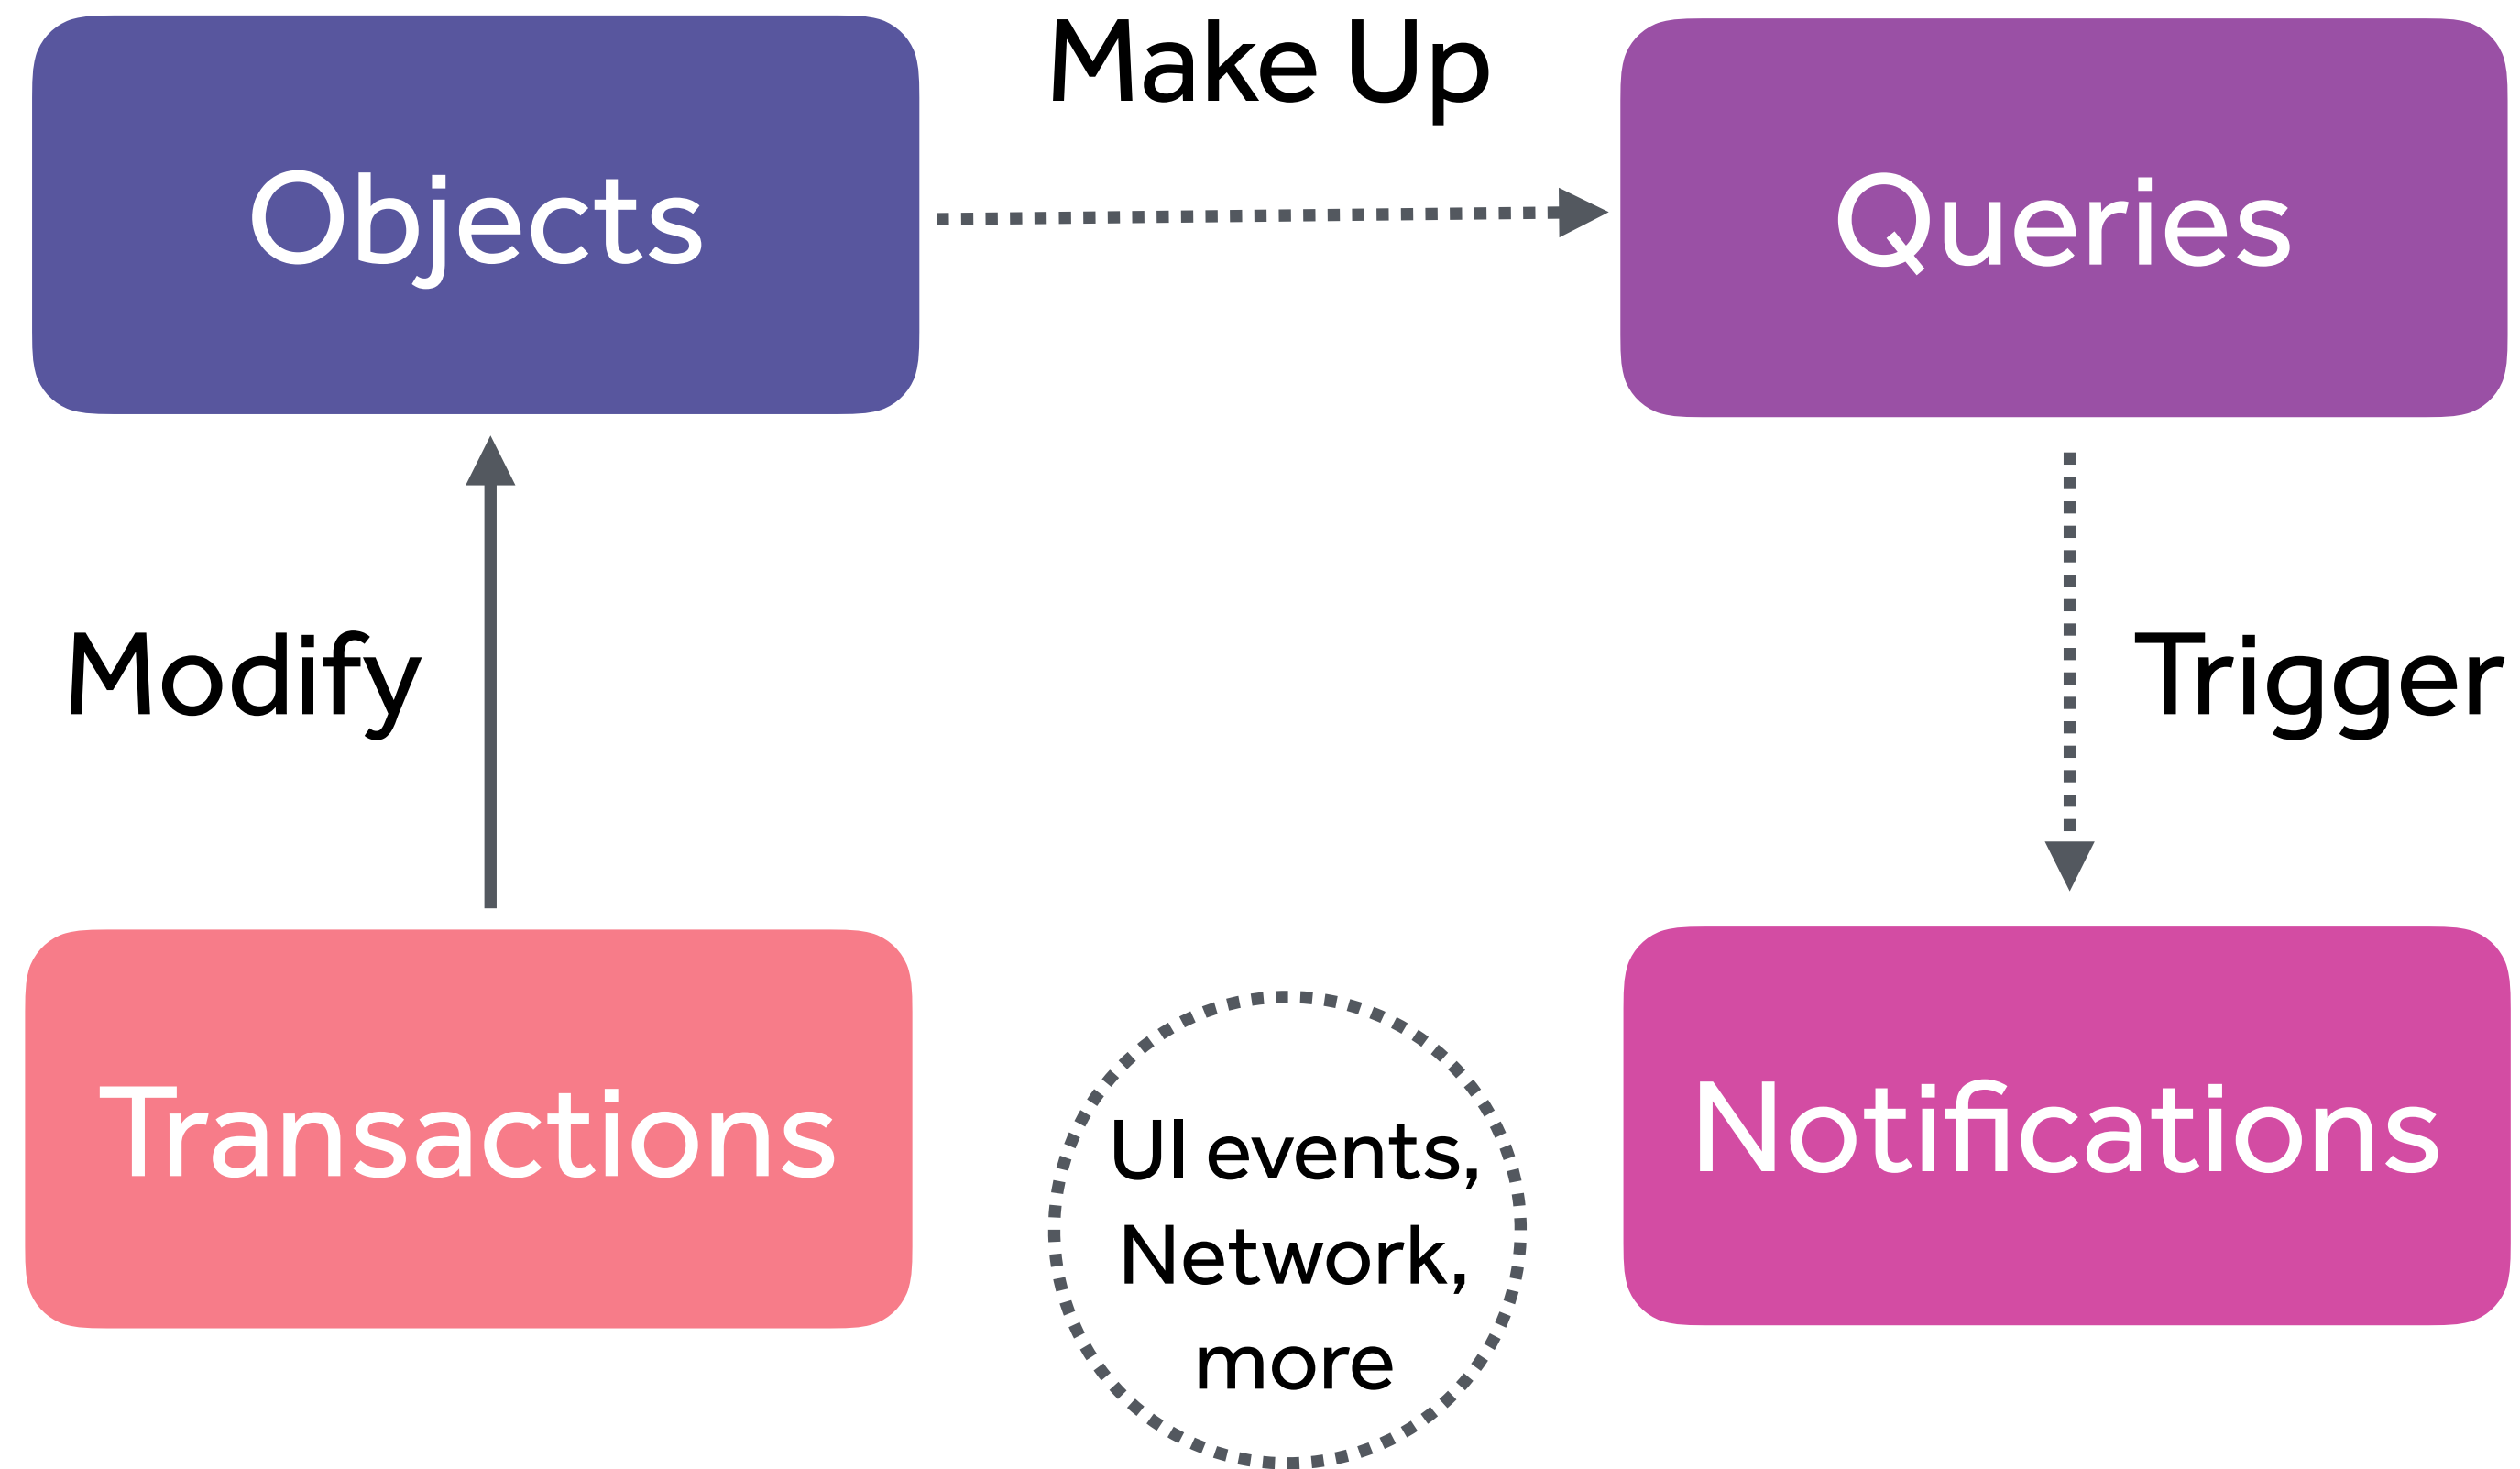 Make Up
Objects
Queries
Modify
Trigger
Transactions
UI events,
Network,
more
Notifications